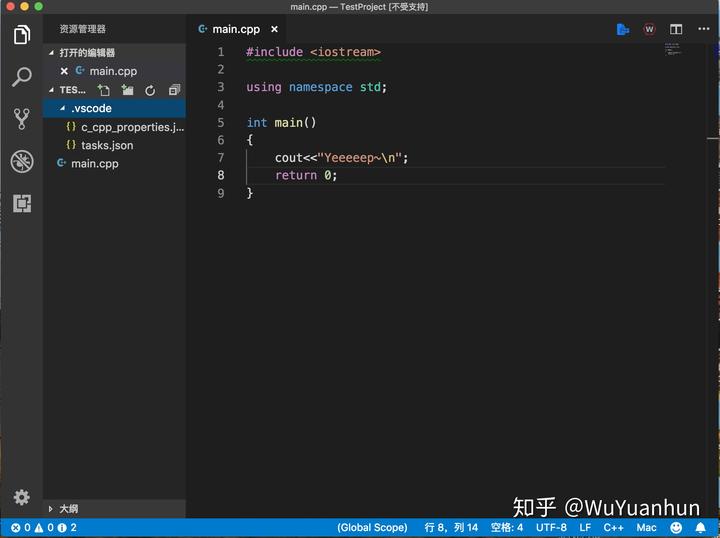 main.cpp — TestProject [不受支持]
资源管理器
main.cpp
打开的编辑器
main.cpp
TES...
.vscode
c_cpp_properties.j...
tasks.json
main.cpp
1 #include <iostream>
2
3 using namespace std;
4
5 int main()
6 {
7 cout<<"Yeeeeep~\n";
8 return 0;
9 }
大纲
知乎 @WuYuanhun
0 0 2 (Global Scope) 行 8，列 14 空格: 4 UTF-8 LF C++ Mac